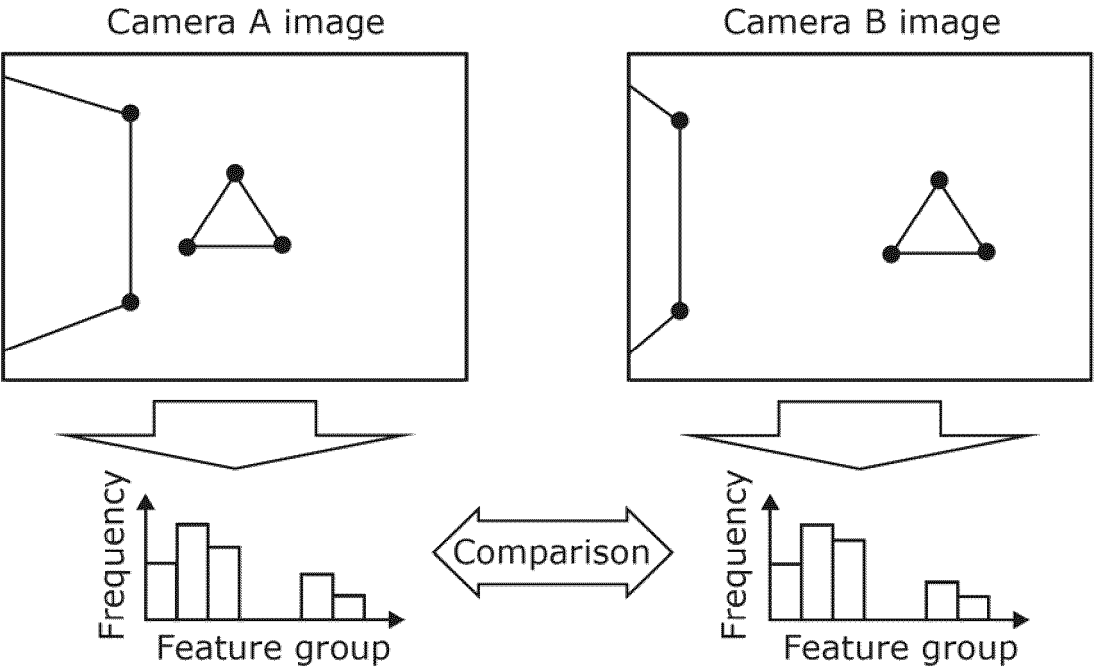 Camera A image
Camera B image
Frequency
Feature group
Comparison
Frequency
Feature group